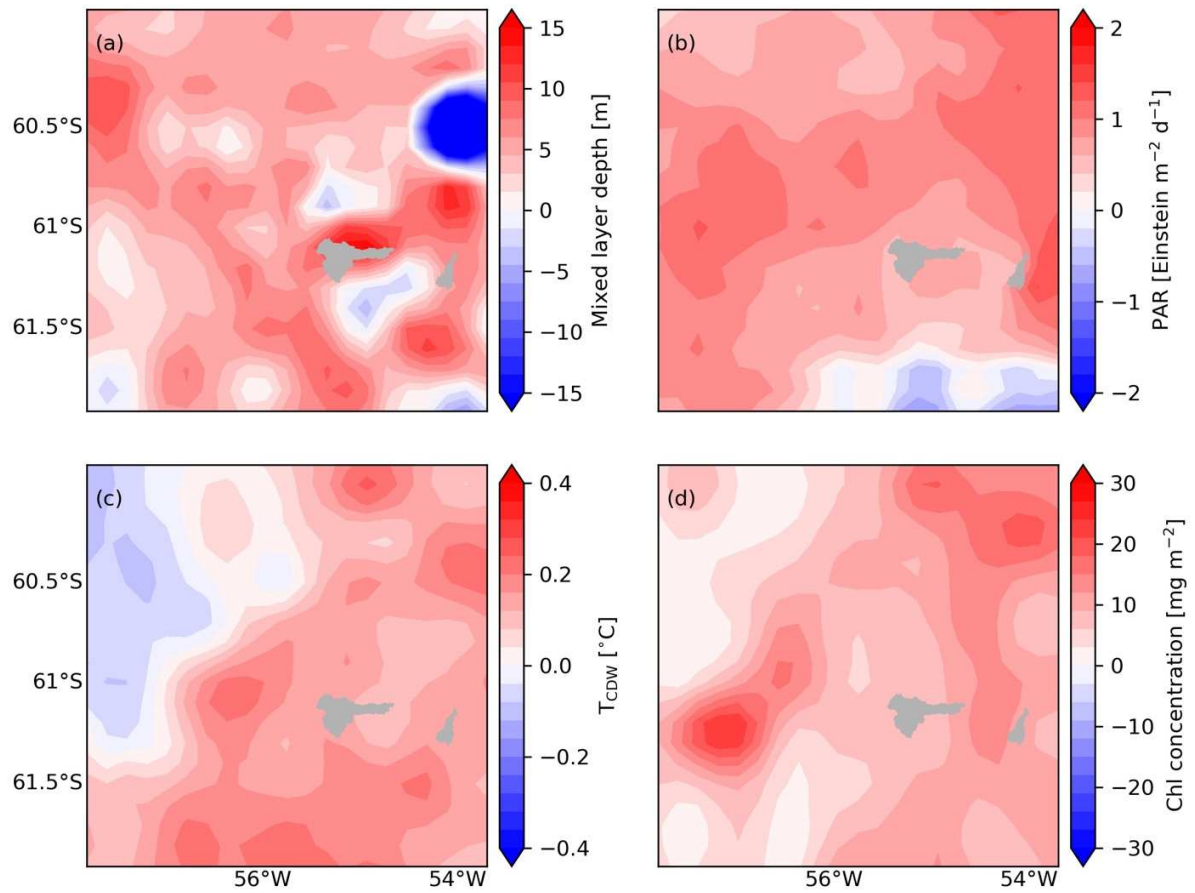 (a)
60.5°S
61°S
61.5°S
15
10
5
0
−5
−10
−15
Mixed layer depth [m]
(b)
2
1
0
−1
−2
PAR [Einstein m⁻² d⁻¹]
(c)
60.5°S
61°S
61.5°S
56°W
54°W
0.4
0.2
0.0
−0.2
−0.4
T_CDW [°C]
(d)
56°W
54°W
30
20
10
0
−10
−20
−30
Chl concentration [mg m⁻²]